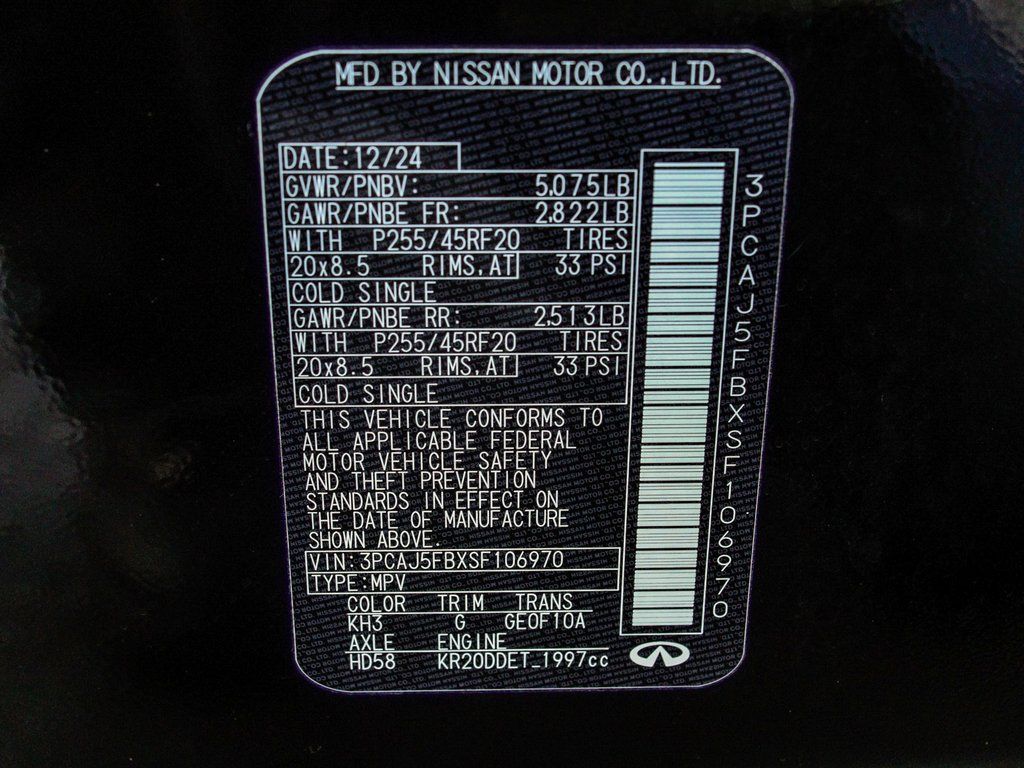 MFD BY NISSAN MOTOR CO.,LTD.
DATE:12/24
GVWR/PNBV: 5,075LB
GAWR/PNBE FR: 2,822LB
WITH P255/45RF20 TIRES
20x8.5 RIMS,AT 33 PSI
COLD SINGLE
GAWR/PNBE RR: 2,513LB
WITH P255/45RF20 TIRES
20x8.5 RIMS,AT 33 PSI
COLD SINGLE
THIS VEHICLE CONFORMS TO
ALL APPLICABLE FEDERAL
MOTOR VEHICLE SAFETY
AND THEFT PREVENTION
STANDARDS IN EFFECT ON
THE DATE OF MANUFACTURE
SHOWN ABOVE.
VIN:3PCAJ5FBXSF106970
TYPE:MPV
COLOR TRIM TRANS
KH3 G GE0F10A
AXLE ENGINE
HD58 KR20DDET_1997cc
3PCAJ5FBXSF106970